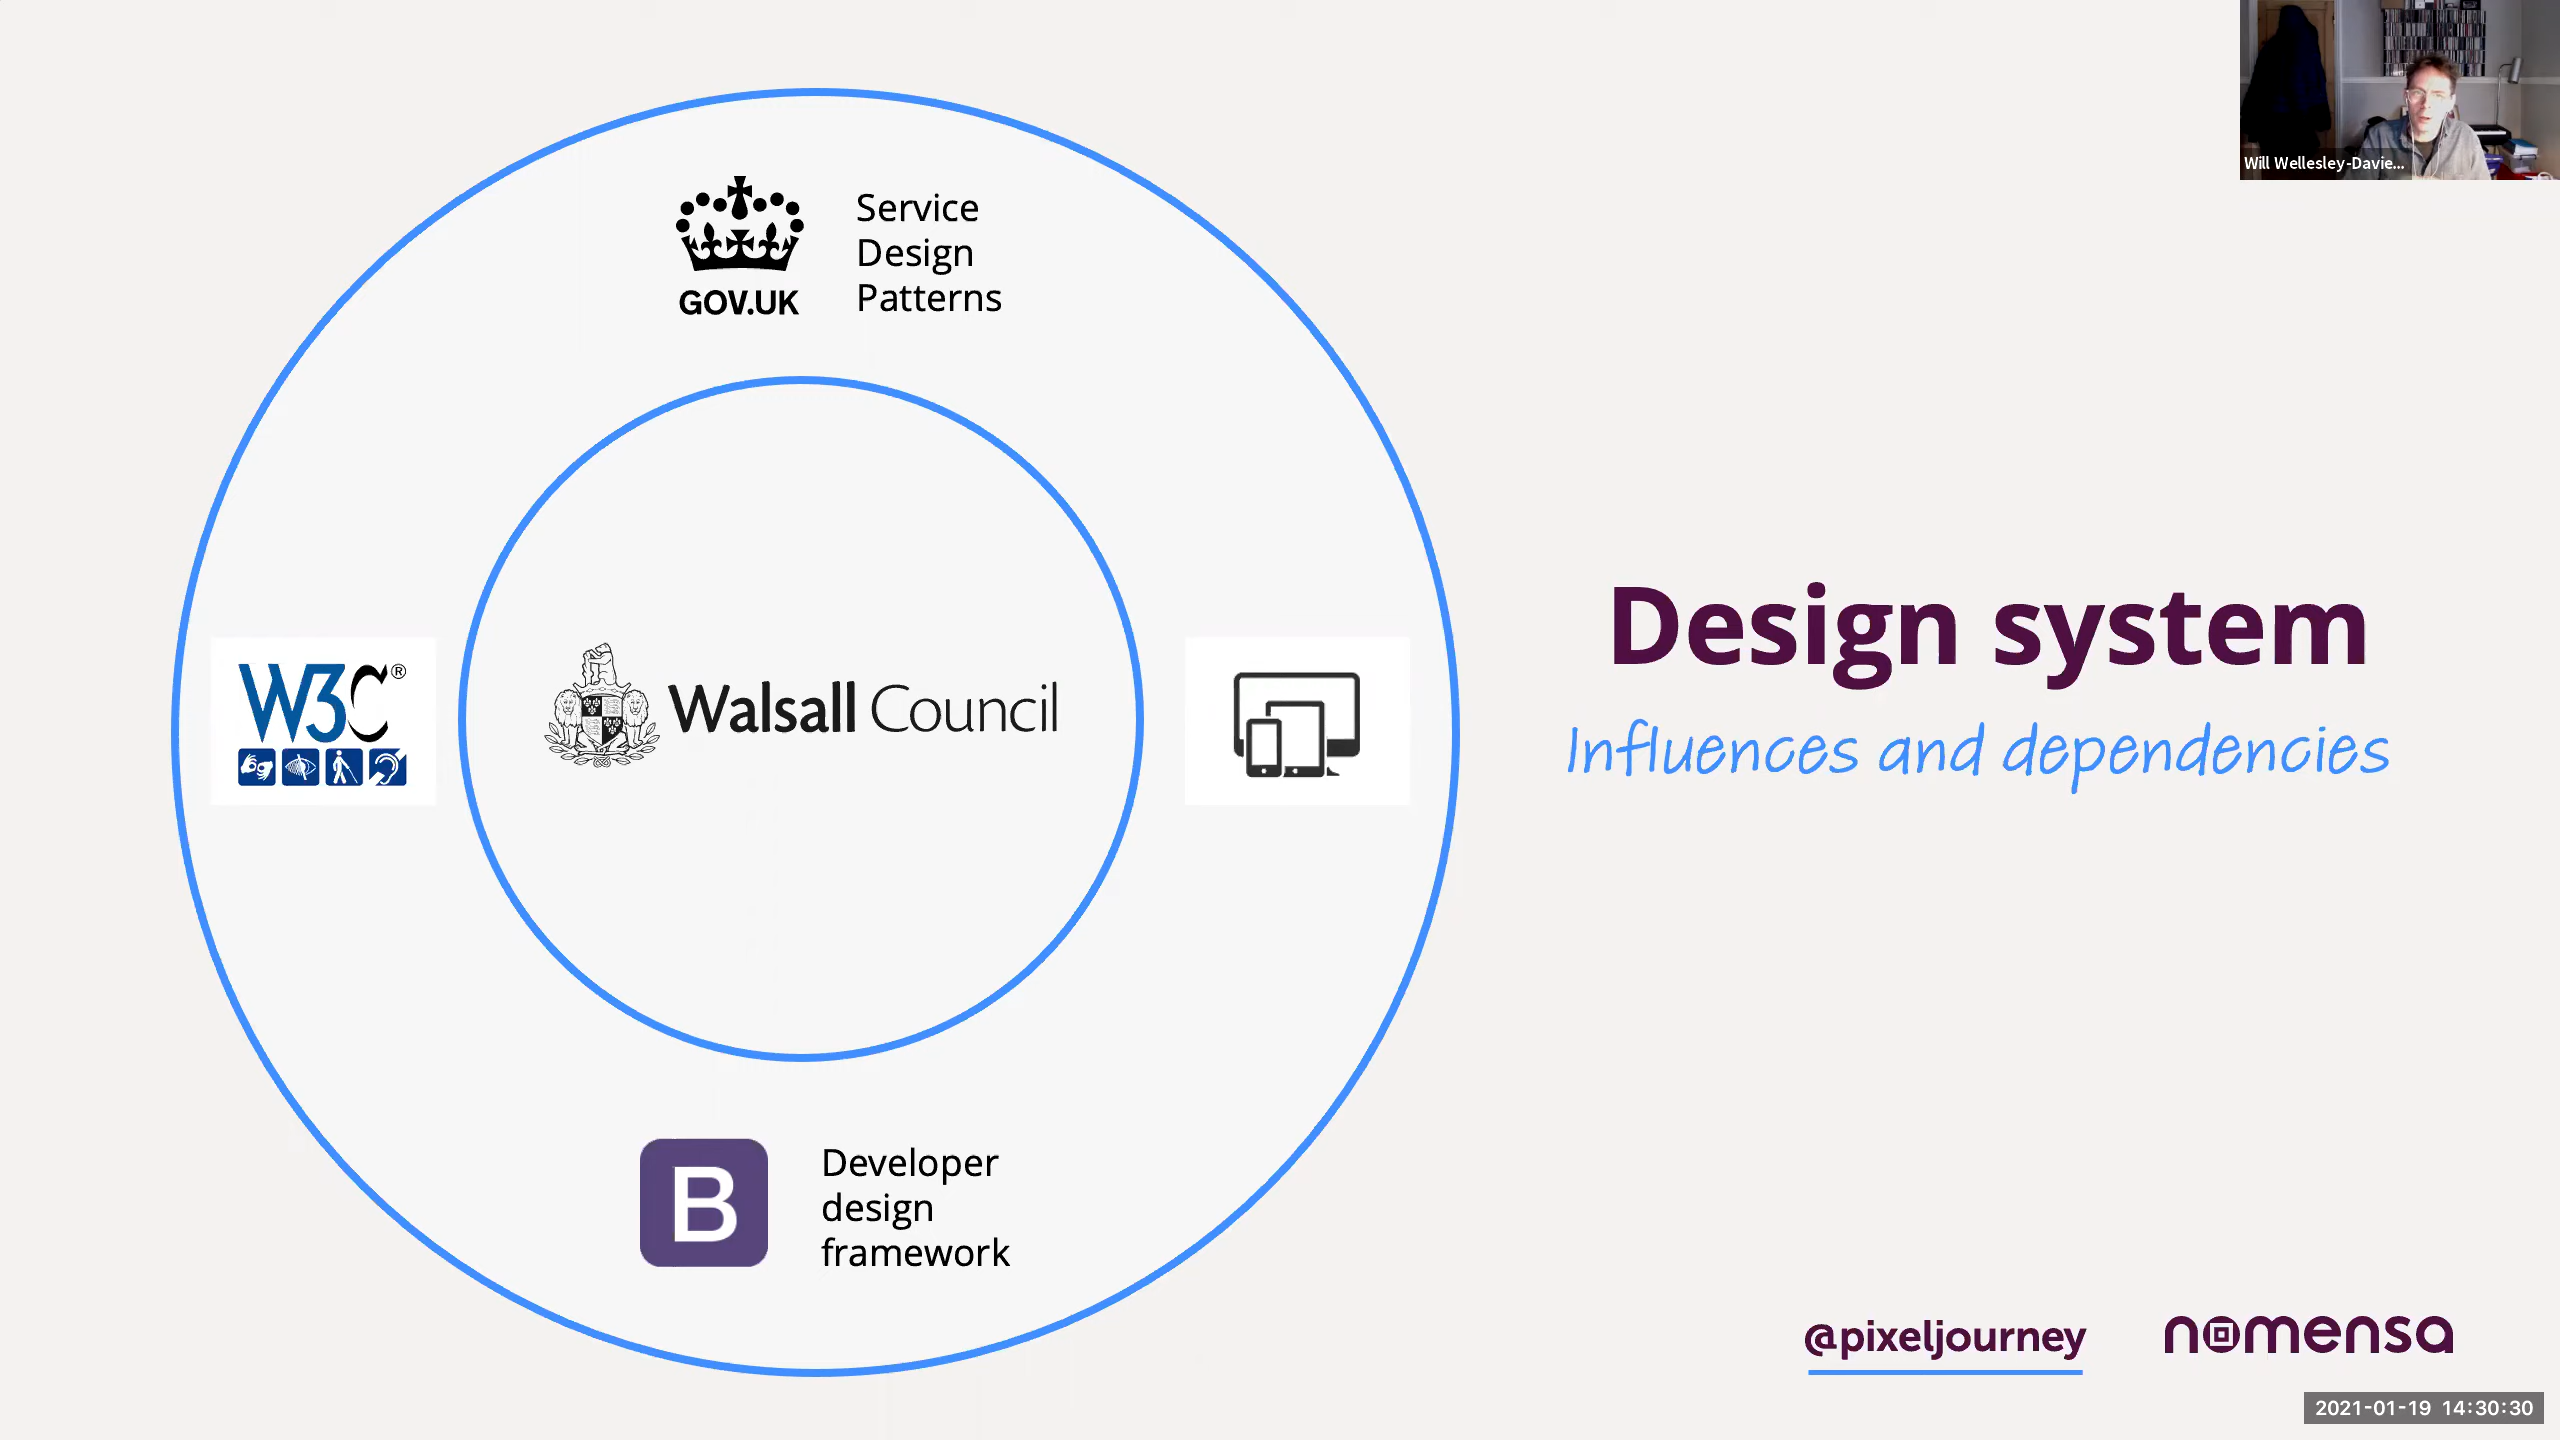 Will Wellesley-Davie...
GOV.UK
Service
Design
Patterns
W3C®
Walsall Council
Design system
Influences and dependencies
B
Developer
design
framework
@pixeljourney
nomensa
2021-01-19 14:30:30